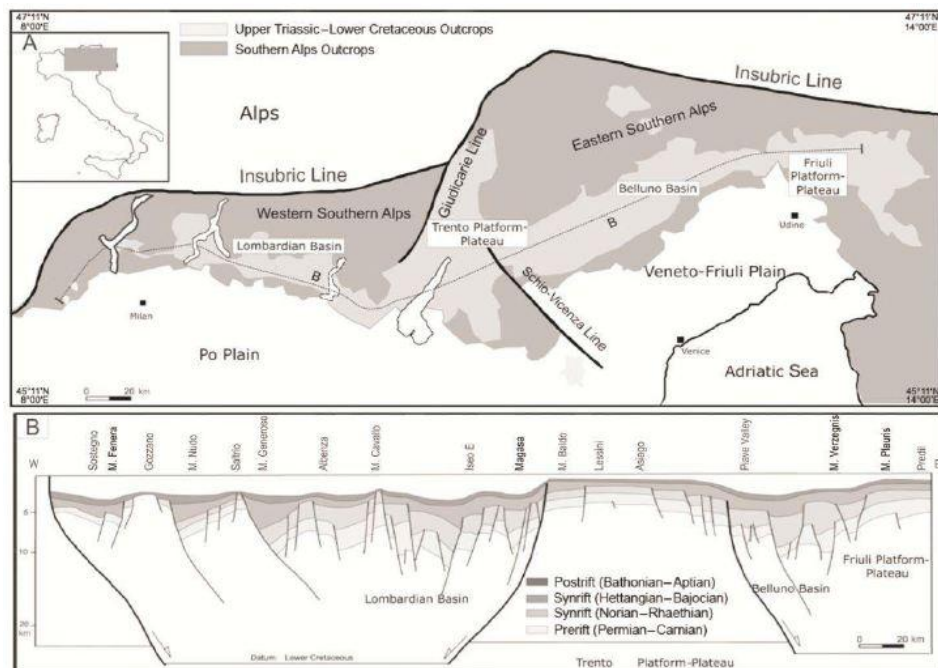 47°11'N
8°00'E
47°11'N
14°00'E
A
Upper Triassic–Lower Cretaceous Outcrops
Southern Alps Outcrops
Insubric Line
Alps
Eastern Southern Alps
Giudicarie Line
Insubric Line
Friuli
Platform-
Plateau
Belluno Basin
Western Southern Alps
Trento Platform-
Plateau
Lombardian Basin
B
B
Udine
Veneto-Friuli Plain
Schio-Vicenza Line
Milan
Po Plain
Venice
Adriatic Sea
45°11'N
8°00'E
0 20 km
45°11'N
14°00'E
B
W
Sostegno
M. Fenera
Gozzano
M. Nudo
Saltrio
M. Generoso
Albenza
M. Cavallo
Iseo E
Magasa
M. Baldo
Lessini
Asiago
Piave Valley
M. Verzegnis
M. Plauris
Predil
5
10
20
km
Lombardian Basin
Postrift (Bathonian–Aptian)
Synrift (Hettangian–Bajocian)
Synrift (Norian–Rhaethian)
Prerift (Permian–Carnian)
Belluno Basin
Friuli Platform-
Plateau
0 20 km
Datum: Lower Cretaceous
Trento Platform-Plateau